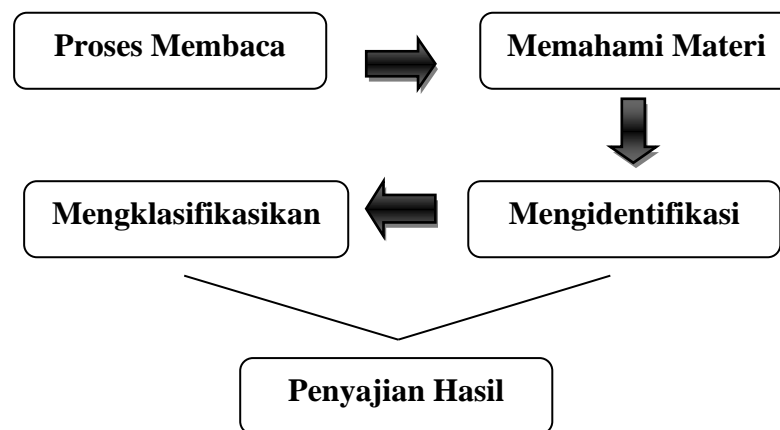 Proses Membaca
Memahami Materi
Mengidentifikasi
Mengklasifikasikan
Penyajian Hasil